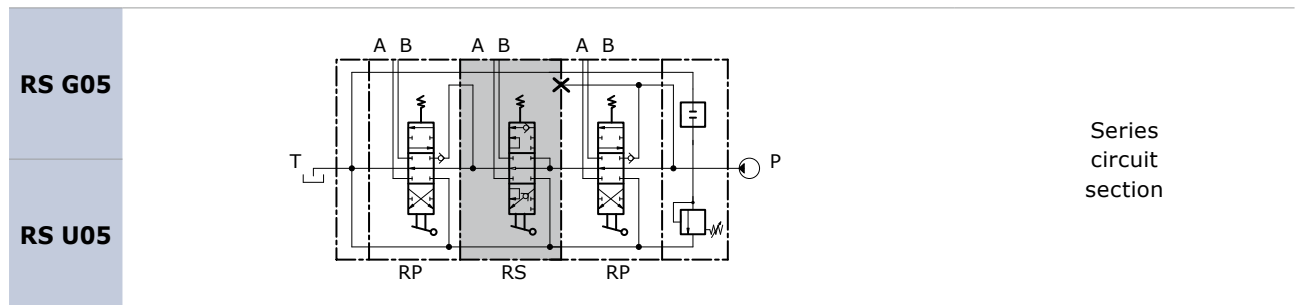 RS G05
RS U05
A B A B A B
T
P
RP RS RP
Series
circuit
section